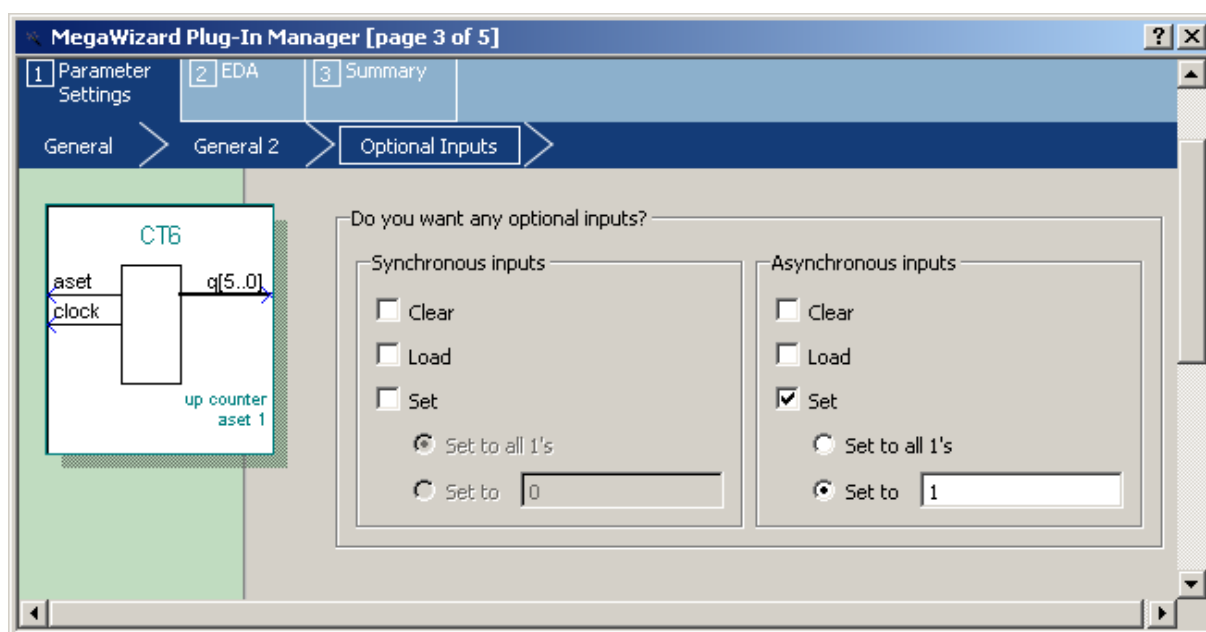 MegaWizard Plug-In Manager [page 3 of 5]
1 Parameter Settings
2 EDA
3 Summary
General
General 2
Optional Inputs
CT6
aset
q[5..0]
clock
up counter
aset 1
Do you want any optional inputs?
Synchronous inputs
Clear
Load
Set
Set to all 1's
Set to 0
Asynchronous inputs
Clear
Load
Set
Set to all 1's
Set to 1